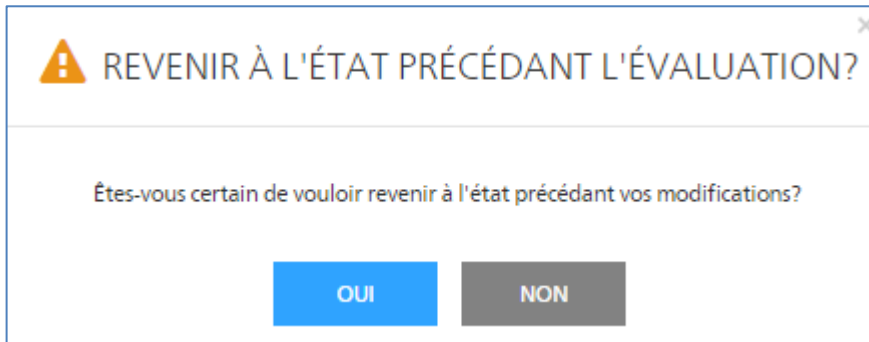 REVENIR À L'ÉTAT PRÉCÉDANT L'ÉVALUATION?
Êtes-vous certain de vouloir revenir à l'état précédant vos modifications?
OUI NON